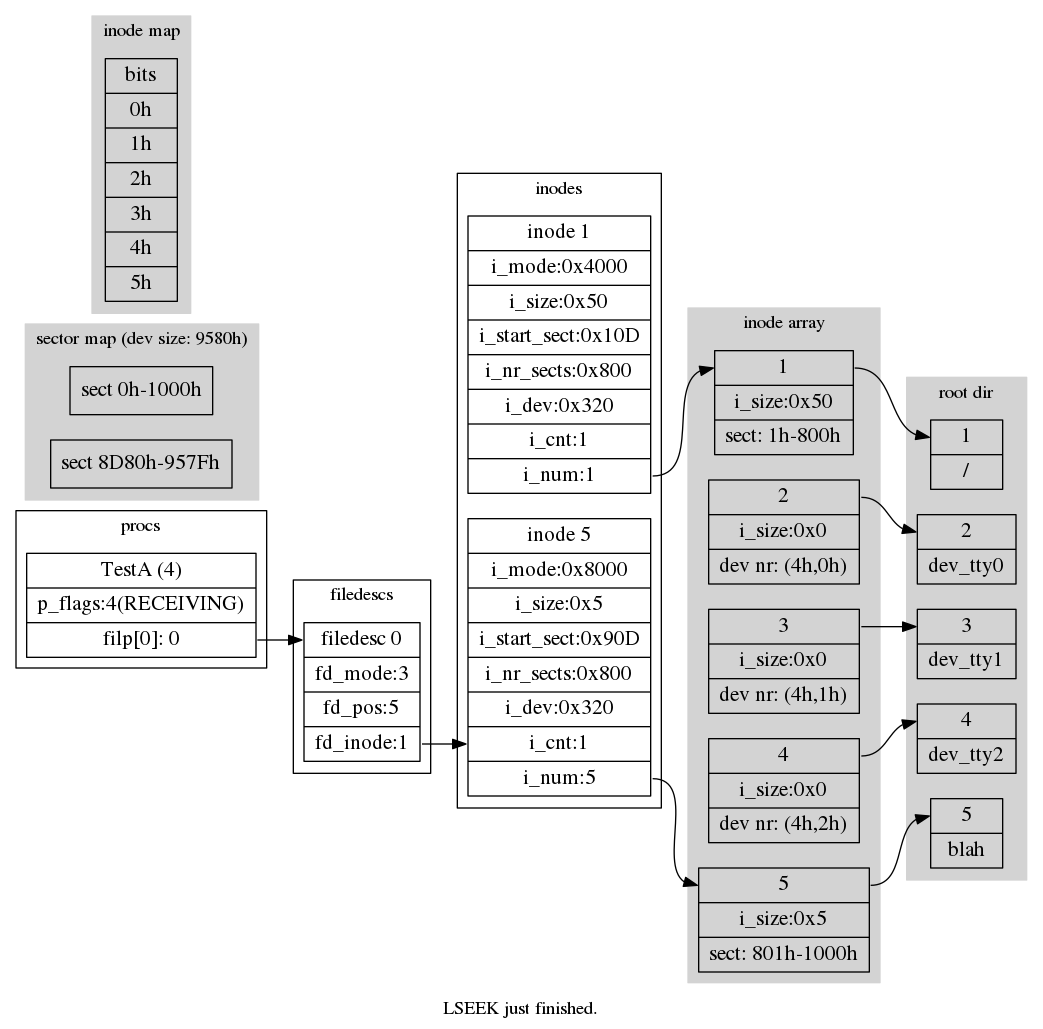 inode map
bits
0h
1h
2h
3h
4h
5h
sector map (dev size: 9580h)
sect 0h-1000h
sect 8D80h-957Fh
procs
TestA (4)
p_flags:4(RECEIVING)
filp[0]: 0
filedescs
filedesc 0
fd_mode:3
fd_pos:5
fd_inode:1
inodes
inode 1
i_mode:0x4000
i_size:0x50
i_start_sect:0x10D
i_nr_sects:0x800
i_dev:0x320
i_cnt:1
i_num:1
inode 5
i_mode:0x8000
i_size:0x5
i_start_sect:0x90D
i_nr_sects:0x800
i_dev:0x320
i_cnt:1
i_num:5
inode array
1
i_size:0x50
sect: 1h-800h
2
i_size:0x0
dev nr: (4h,0h)
3
i_size:0x0
dev nr: (4h,1h)
4
i_size:0x0
dev nr: (4h,2h)
5
i_size:0x5
sect: 801h-1000h
root dir
1
/
2
dev_tty0
3
dev_tty1
4
dev_tty2
5
blah
LSEEK just finished.